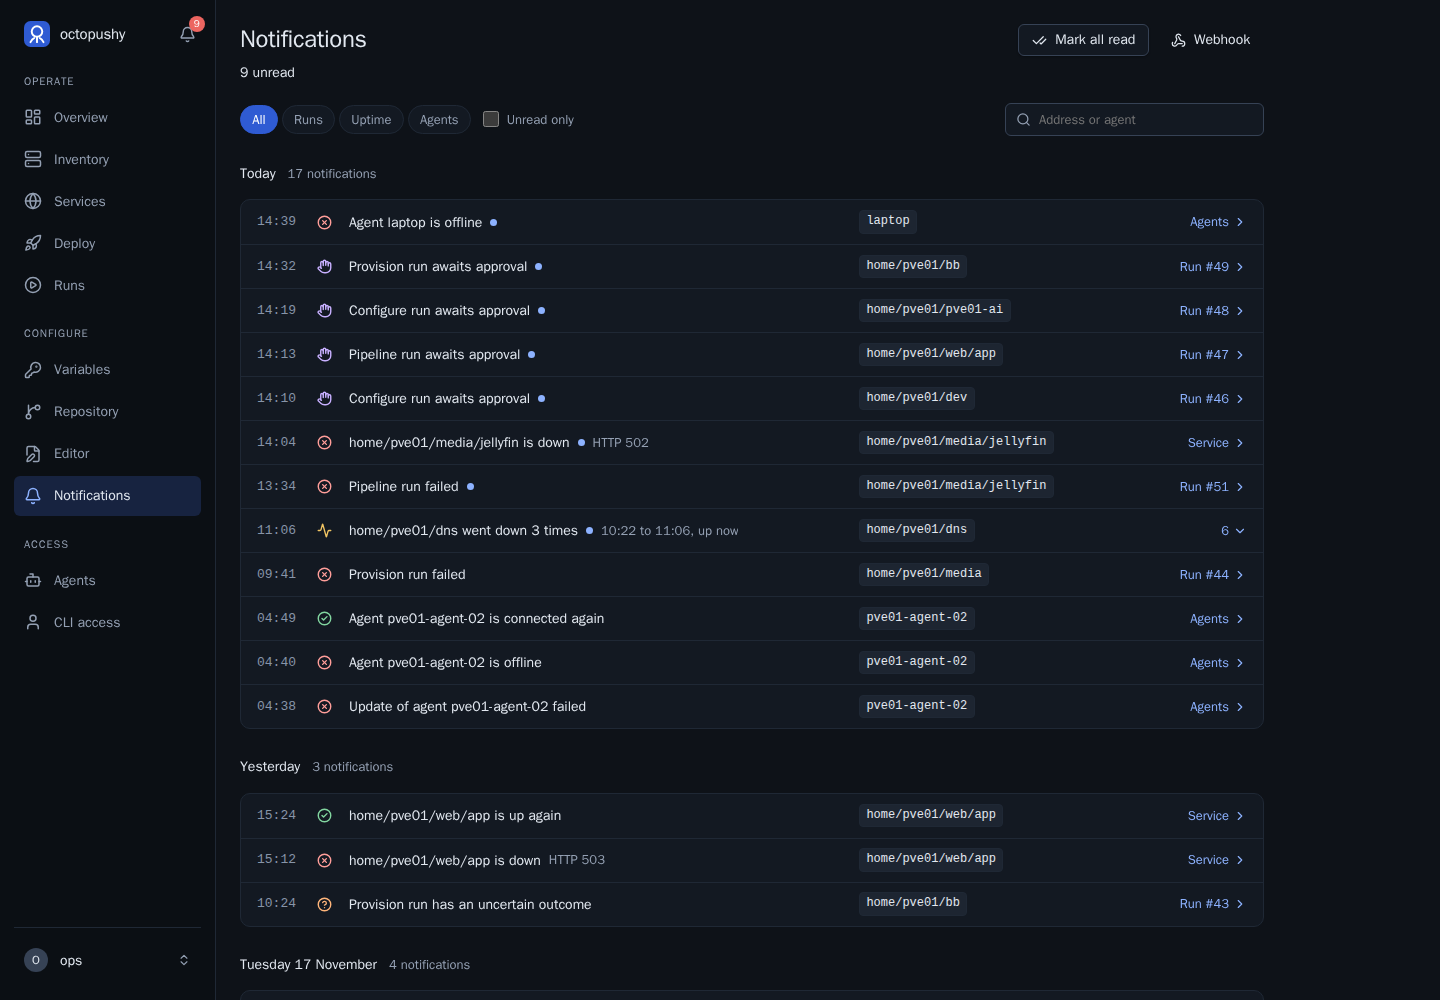 octopushy
9
OPERATE
Overview
Inventory
Services
Deploy
Runs
CONFIGURE
Variables
Repository
Editor
Notifications
ACCESS
Agents
CLI access
O ops
Notifications
Mark all read Webhook
9 unread
All Runs Uptime Agents Unread only Address or agent
Today 17 notifications
14:39 Agent laptop is offline laptop Agents
14:32 Provision run awaits approval home/pve01/bb Run #49
14:19 Configure run awaits approval home/pve01/pve01-ai Run #48
14:13 Pipeline run awaits approval home/pve01/web/app Run #47
14:10 Configure run awaits approval home/pve01/dev Run #46
14:04 home/pve01/media/jellyfin is down HTTP 502 home/pve01/media/jellyfin Service
13:34 Pipeline run failed home/pve01/media/jellyfin Run #51
11:06 home/pve01/dns went down 3 times 10:22 to 11:06, up now home/pve01/dns 6
09:41 Provision run failed home/pve01/media Run #44
04:49 Agent pve01-agent-02 is connected again pve01-agent-02 Agents
04:40 Agent pve01-agent-02 is offline pve01-agent-02 Agents
04:38 Update of agent pve01-agent-02 failed pve01-agent-02 Agents
Yesterday 3 notifications
15:24 home/pve01/web/app is up again home/pve01/web/app Service
15:12 home/pve01/web/app is down HTTP 503 home/pve01/web/app Service
10:24 Provision run has an uncertain outcome home/pve01/bb Run #43
Tuesday 17 November 4 notifications